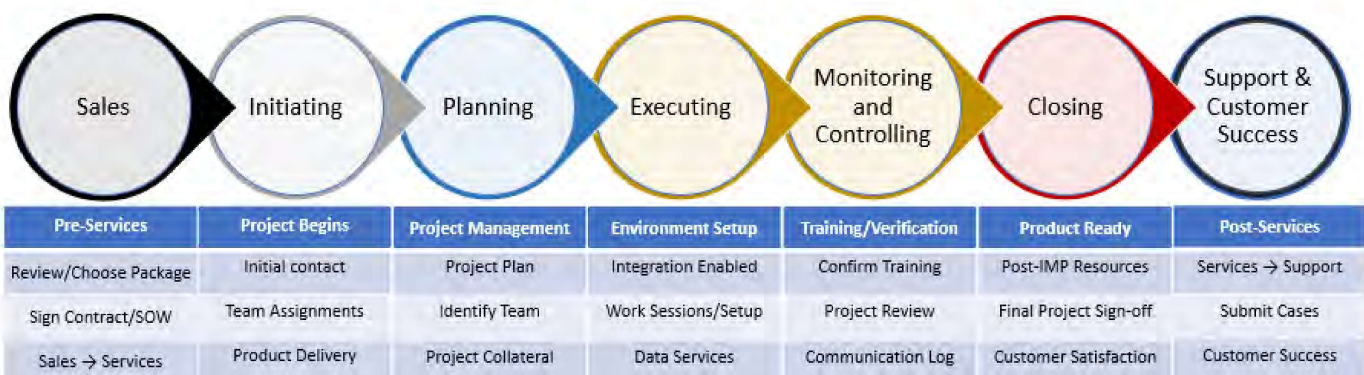 Sales
Initiating
Planning
Executing
Monitoring
and
Controlling
Closing
Support &
Customer
Success
Pre-Services
Project Begins
Project Management
Environment Setup
Training/Verification
Product Ready
Post-Services
Review/Choose Package
Initial contact
Project Plan
Integration Enabled
Confirm Training
Post-IMP Resources
Services → Support
Sign Contract/SOW
Team Assignments
Identify Team
Work Sessions/Setup
Project Review
Final Project Sign-off
Submit Cases
Sales → Services
Product Delivery
Project Collateral
Data Services
Communication Log
Customer Satisfaction
Customer Success